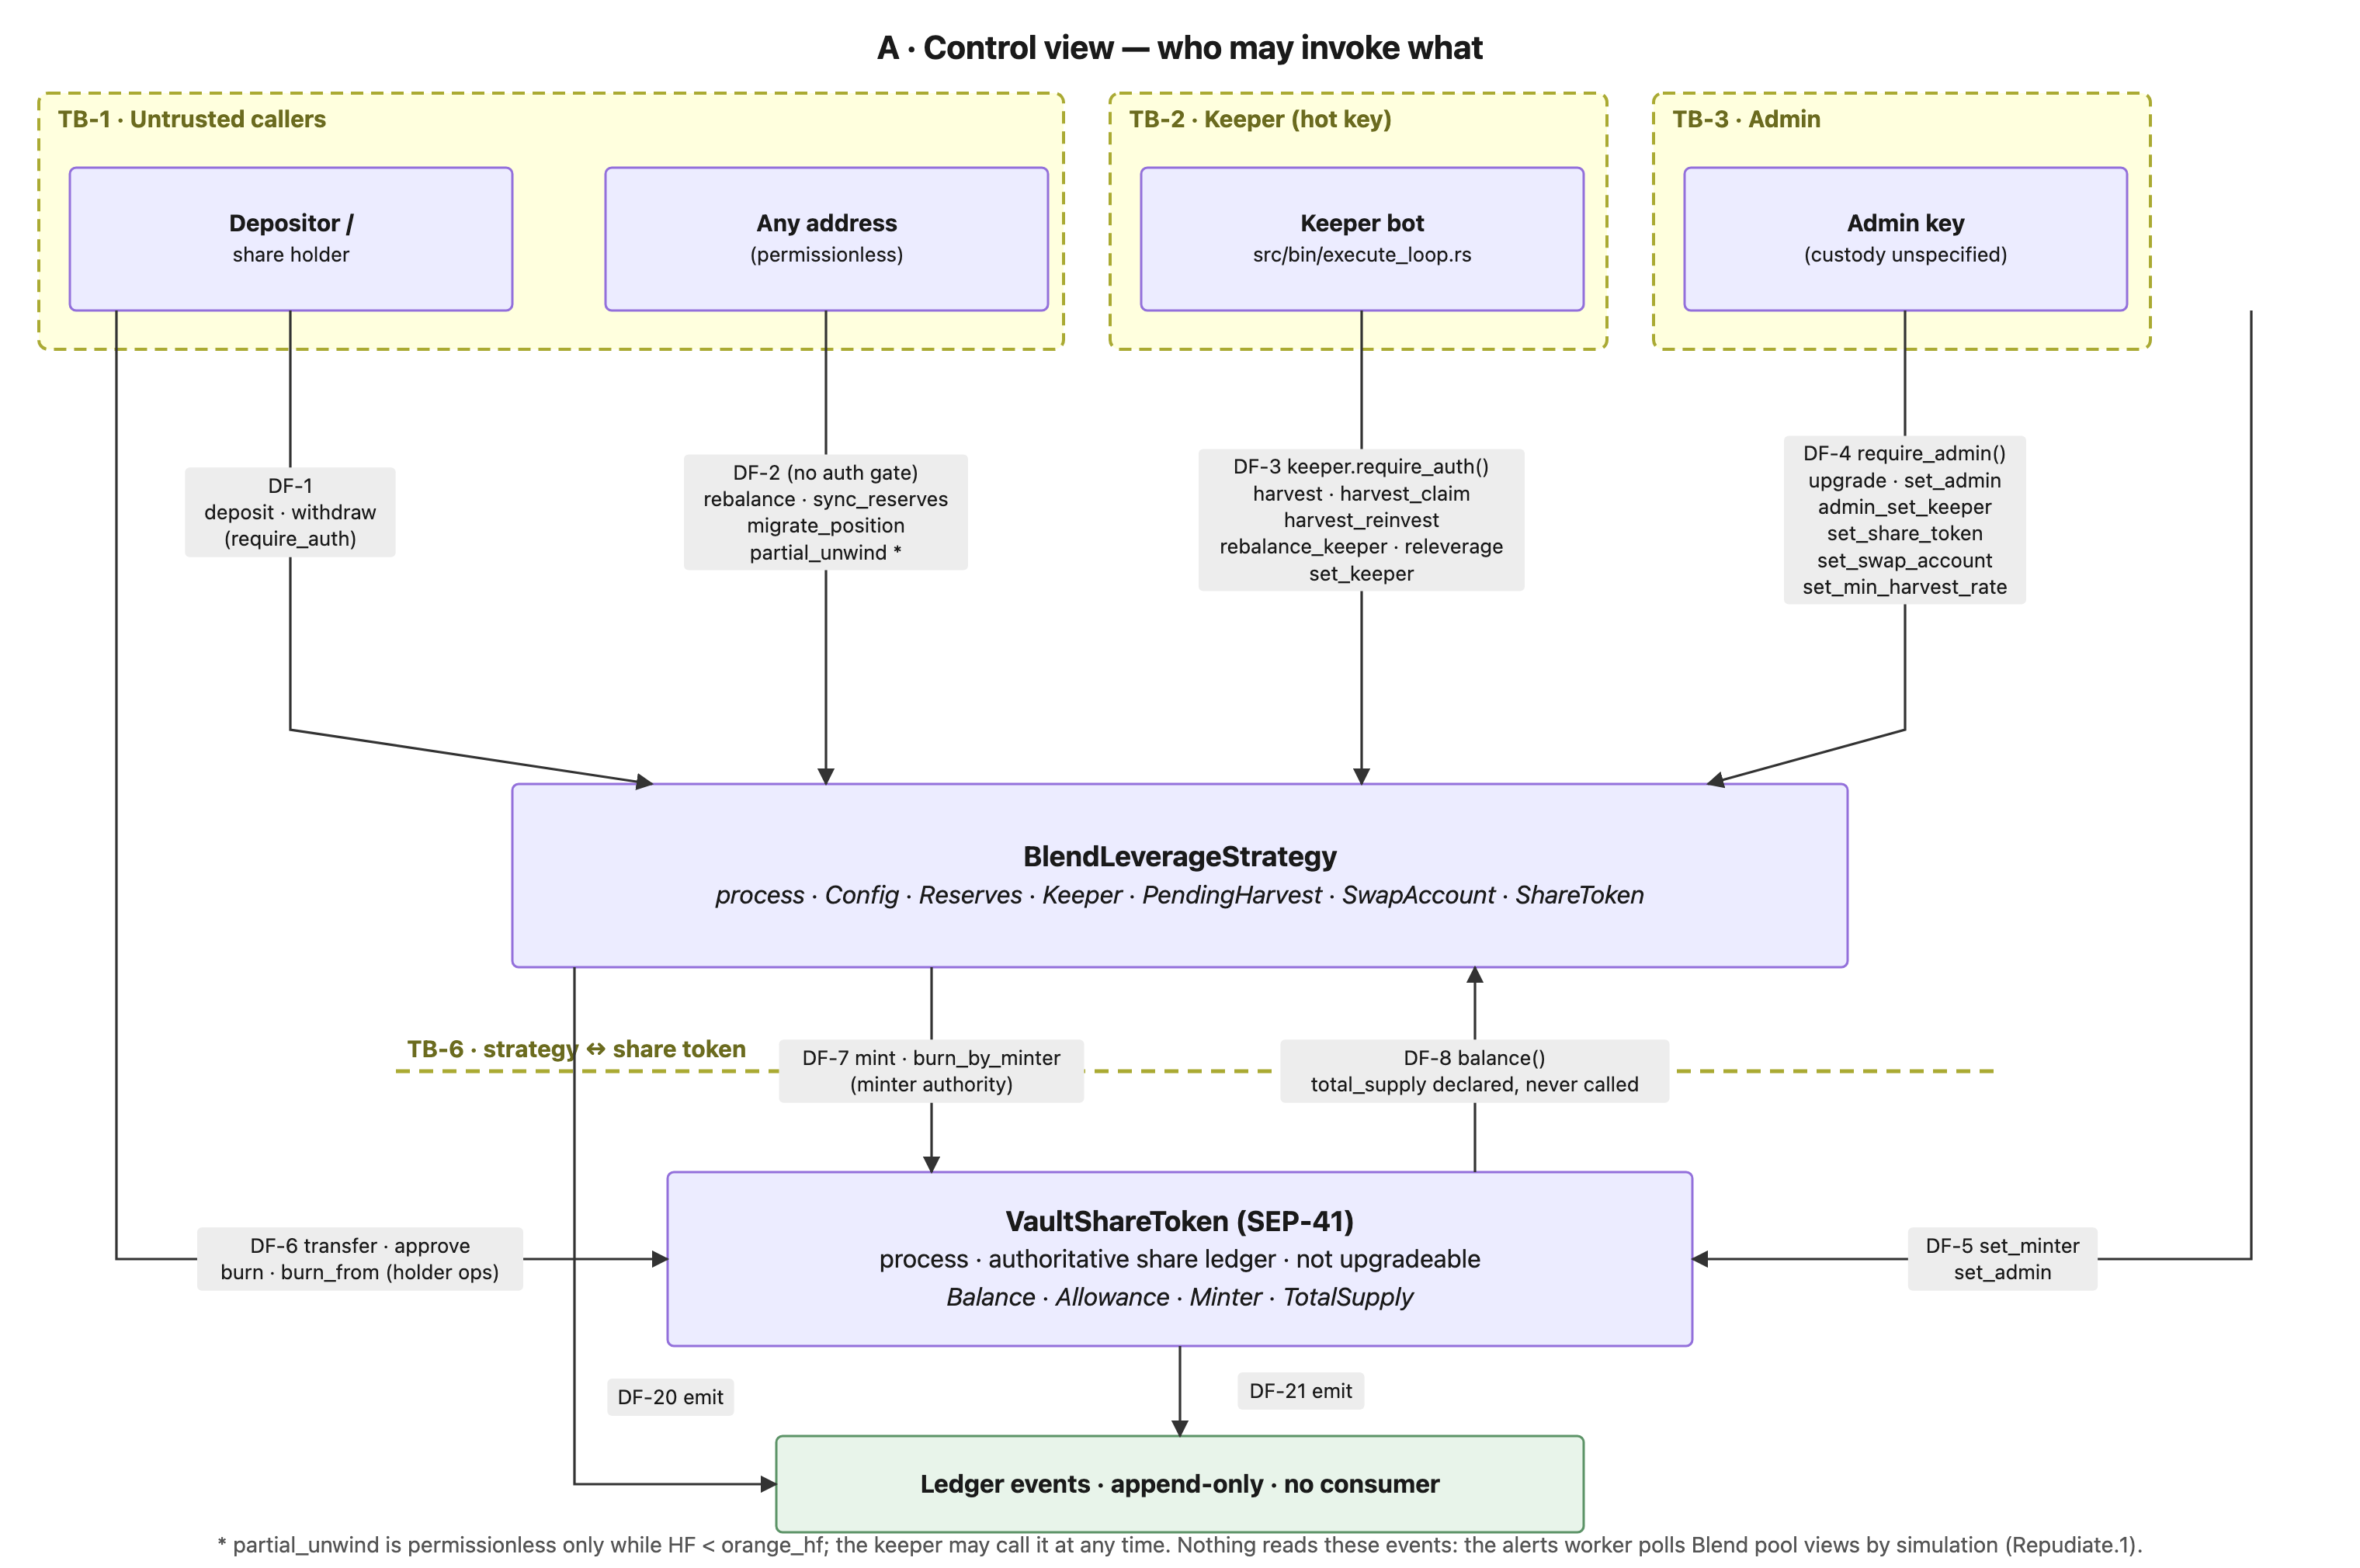 A · Control view — who may invoke what
TB-1 · Untrusted callers
TB-2 · Keeper (hot key)
TB-3 · Admin
Depositor /
share holder
Any address
(permissionless)
Keeper bot
src/bin/execute_loop.rs
Admin key
(custody unspecified)
DF-1
deposit · withdraw
(require_auth)
DF-2 (no auth gate)
rebalance · sync_reserves
migrate_position
partial_unwind *
DF-3 keeper.require_auth()
harvest · harvest_claim
harvest_reinvest
rebalance_keeper · releverage
set_keeper
DF-4 require_admin()
upgrade · set_admin
admin_set_keeper
set_share_token
set_swap_account
set_min_harvest_rate
BlendLeverageStrategy
process · Config · Reserves · Keeper · PendingHarvest · SwapAccount · ShareToken
TB-6 · strategy ↔ share token
DF-7 mint · burn_by_minter
(minter authority)
DF-8 balance()
total_supply declared, never called
DF-6 transfer · approve
burn · burn_from (holder ops)
VaultShareToken (SEP-41)
process · authoritative share ledger · not upgradeable
Balance · Allowance · Minter · TotalSupply
DF-5 set_minter
set_admin
DF-20 emit
DF-21 emit
Ledger events · append-only · no consumer
* partial_unwind is permissionless only while HF < orange_hf; the keeper may call it at any time. Nothing reads these events: the alerts worker polls Blend pool views by simulation (Repudiate.1).